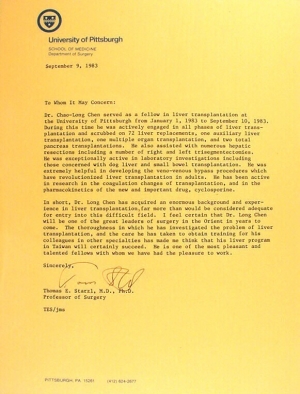 University of Pittsburgh
SCHOOL OF MEDICINE
Department of Surgery
September 9, 1983
To Whom It May Concern:
Dr. Chao-Long Chen served as a fellow in liver transplantation at
the University of Pittsburgh from January 1, 1983 to September 10, 1983.
During this time he was actively engaged in all phases of liver trans-
plantation and scrubbed on 72 liver replacements, one auxiliary liver
transplantation, one multiple organ transplantation, and two total
pancreas transplantations. He also assisted with numerous hepatic
resections including a number of right and left trisegmentectomies.
He was exceptionally active in laboratory investigations including
those concerned with dog liver and small bowel transplantation. He was
extremely helpful in developing the veno-venous bypass procedures which
have revolutionized liver transplantation in adults. He has been active
in research in the coagulation changes of transplantation, and in the
pharmacokinetics of the new and important drug, cyclosporine.
In short, Dr. Long Chen has acquired an enormous background and exper-
ience in liver transplantation, far more than would be considered adequate
for entry into this difficult field. I feel certain that Dr. Long Chen
will be one of the great leaders of surgery in the Orient in years to
come. The thoroughness in which he has investigated the problem of liver
transplantation, and the care he has taken to obtain training for his
colleagues in other specialties has made me think that his liver program
in Taiwan will certainly succeed. He is one of the most pleasant and
talented fellows with whom we have had the pleasure to work.
Sincerely,
Thomas E. Starzl, M.D., Ph.D.
Professor of Surgery
TES/jme
PITTSBURGH, PA. 15261